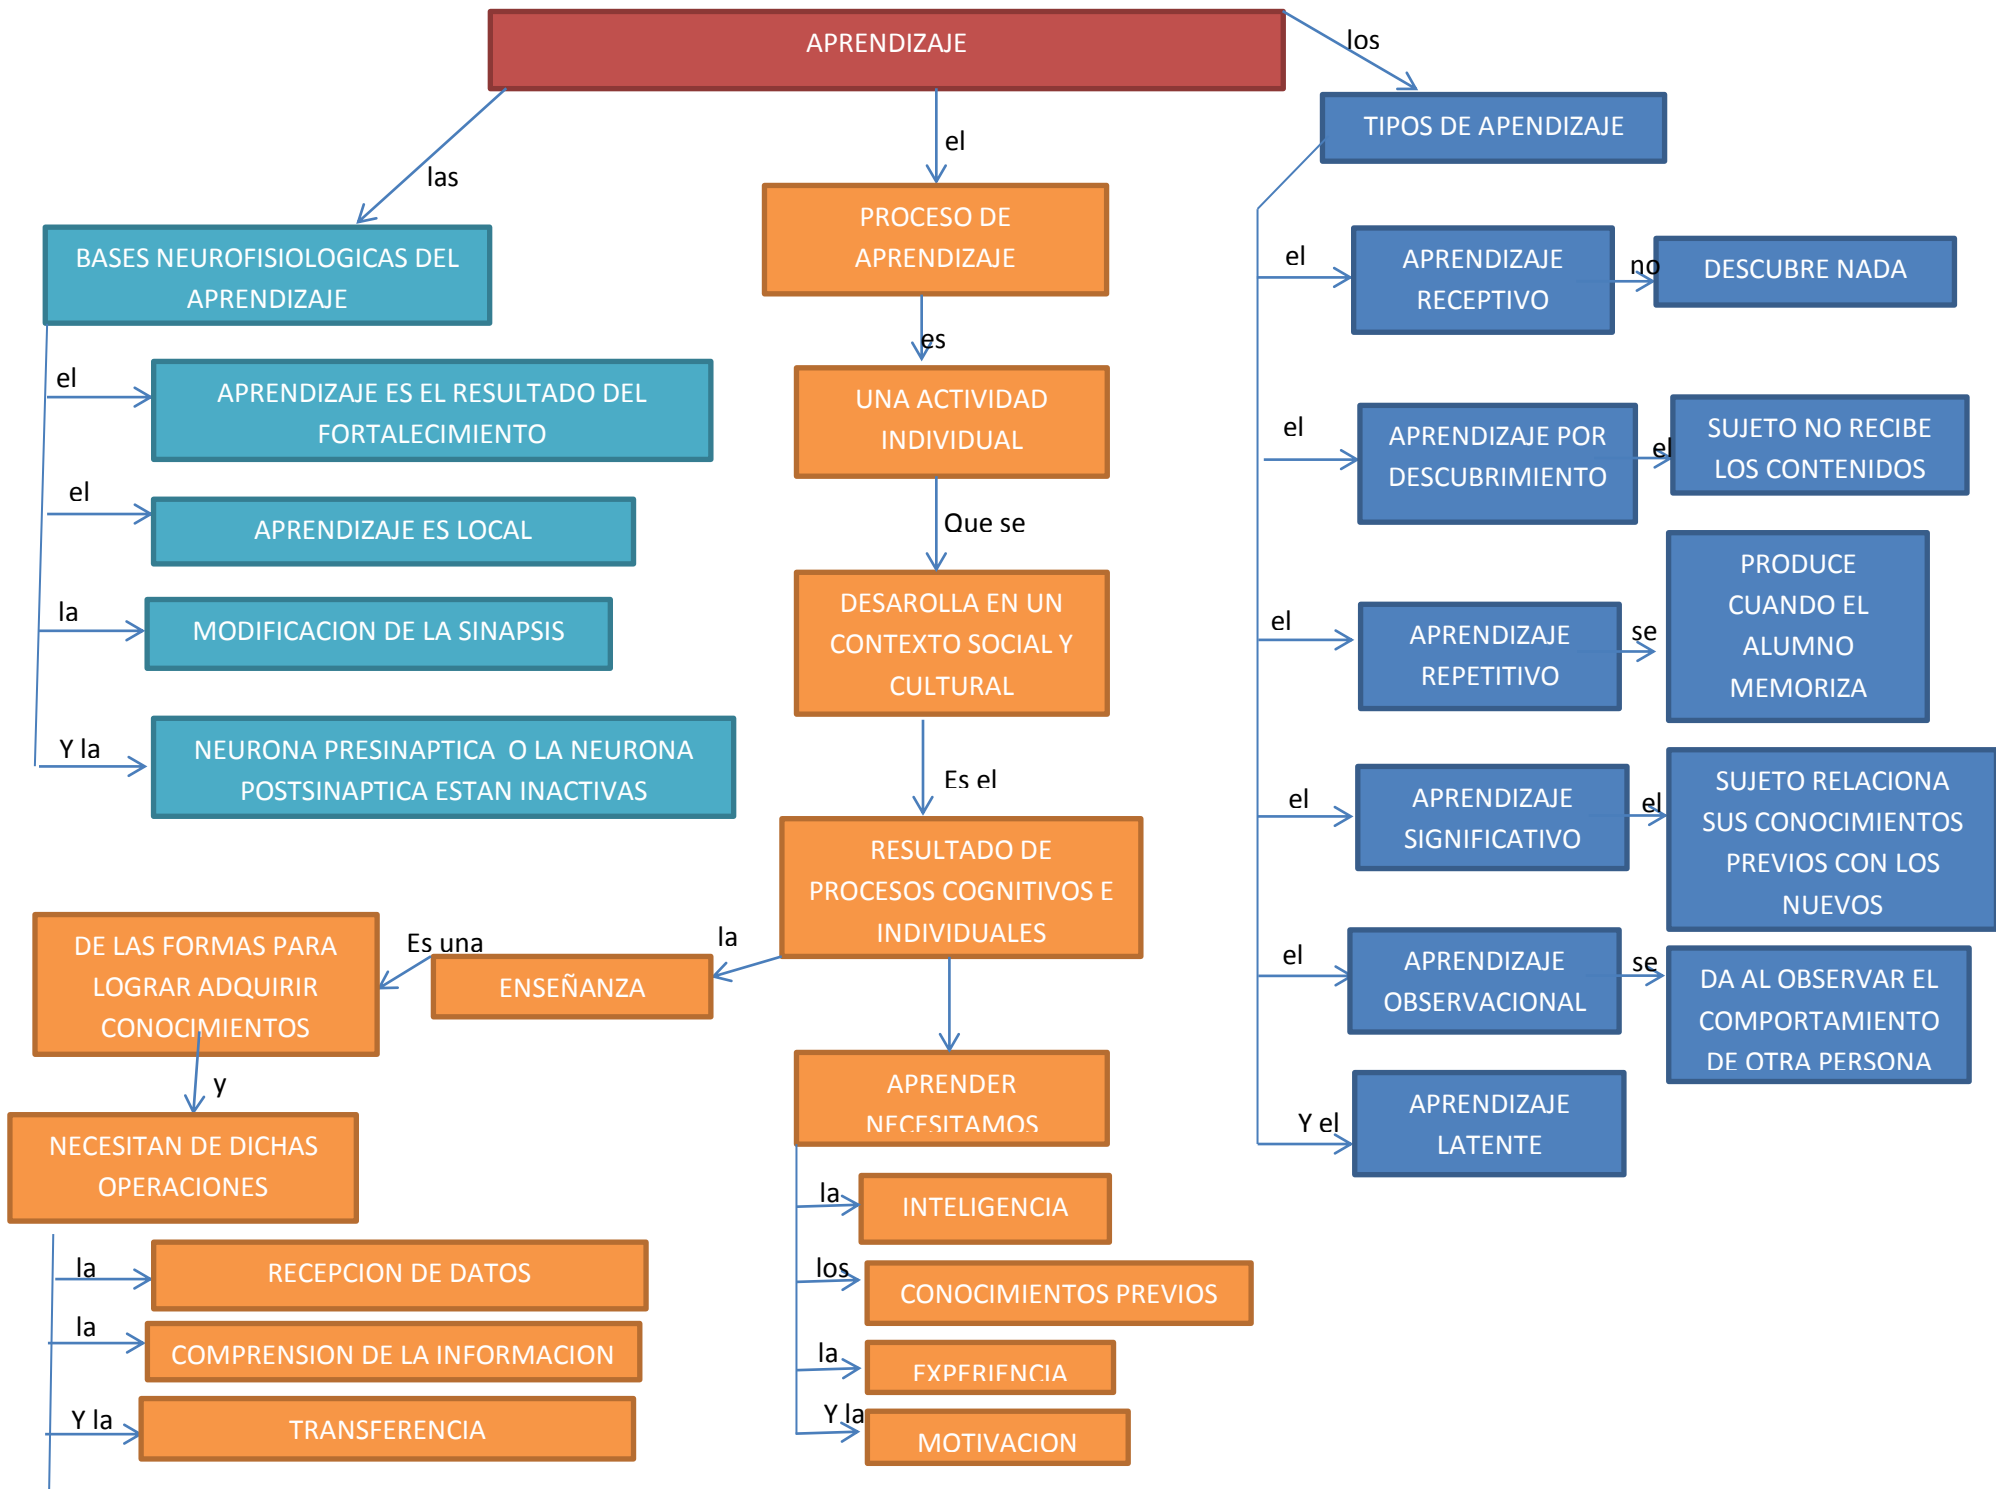 APRENDIZAJE
los
TIPOS DE APENDIZAJE
las
BASES NEUROFISIOLOGICAS DEL
APRENDIZAJE
el
APRENDIZAJE ES EL RESULTADO DEL
FORTALECIMIENTO
el
APRENDIZAJE ES LOCAL
la
MODIFICACION DE LA SINAPSIS
Y la
NEURONA PRESINAPTICA O LA NEURONA
POSTSINAPTICA ESTAN INACTIVAS
el
PROCESO DE
APRENDIZAJE
es
UNA ACTIVIDAD
INDIVIDUAL
Que se
DESAROLLA EN UN
CONTEXTO SOCIAL Y
CULTURAL
Es el
RESULTADO DE
PROCESOS COGNITIVOS E
INDIVIDUALES
la
ENSEÑANZA
Es una
DE LAS FORMAS PARA
LOGRAR ADQUIRIR
CONOCIMIENTOS
y
NECESITAN DE DICHAS
OPERACIONES
la
RECEPCION DE DATOS
la
COMPRENSION DE LA INFORMACION
Y la
TRANSFERENCIA
APRENDER
NECESITAMOS
la
INTELIGENCIA
los
CONOCIMIENTOS PREVIOS
la
EXPERIENCIA
Y la
MOTIVACION
el
APRENDIZAJE
RECEPTIVO
no
DESCUBRE NADA
el
APRENDIZAJE POR
DESCUBRIMIENTO
el
SUJETO NO RECIBE
LOS CONTENIDOS
el
APRENDIZAJE
REPETITIVO
se
PRODUCE
CUANDO EL
ALUMNO
MEMORIZA
el
APRENDIZAJE
SIGNIFICATIVO
el
SUJETO RELACIONA
SUS CONOCIMIENTOS
PREVIOS CON LOS
NUEVOS
el
APRENDIZAJE
OBSERVACIONAL
se
DA AL OBSERVAR EL
COMPORTAMIENTO
DE OTRA PERSONA
Y el
APRENDIZAJE
LATENTE